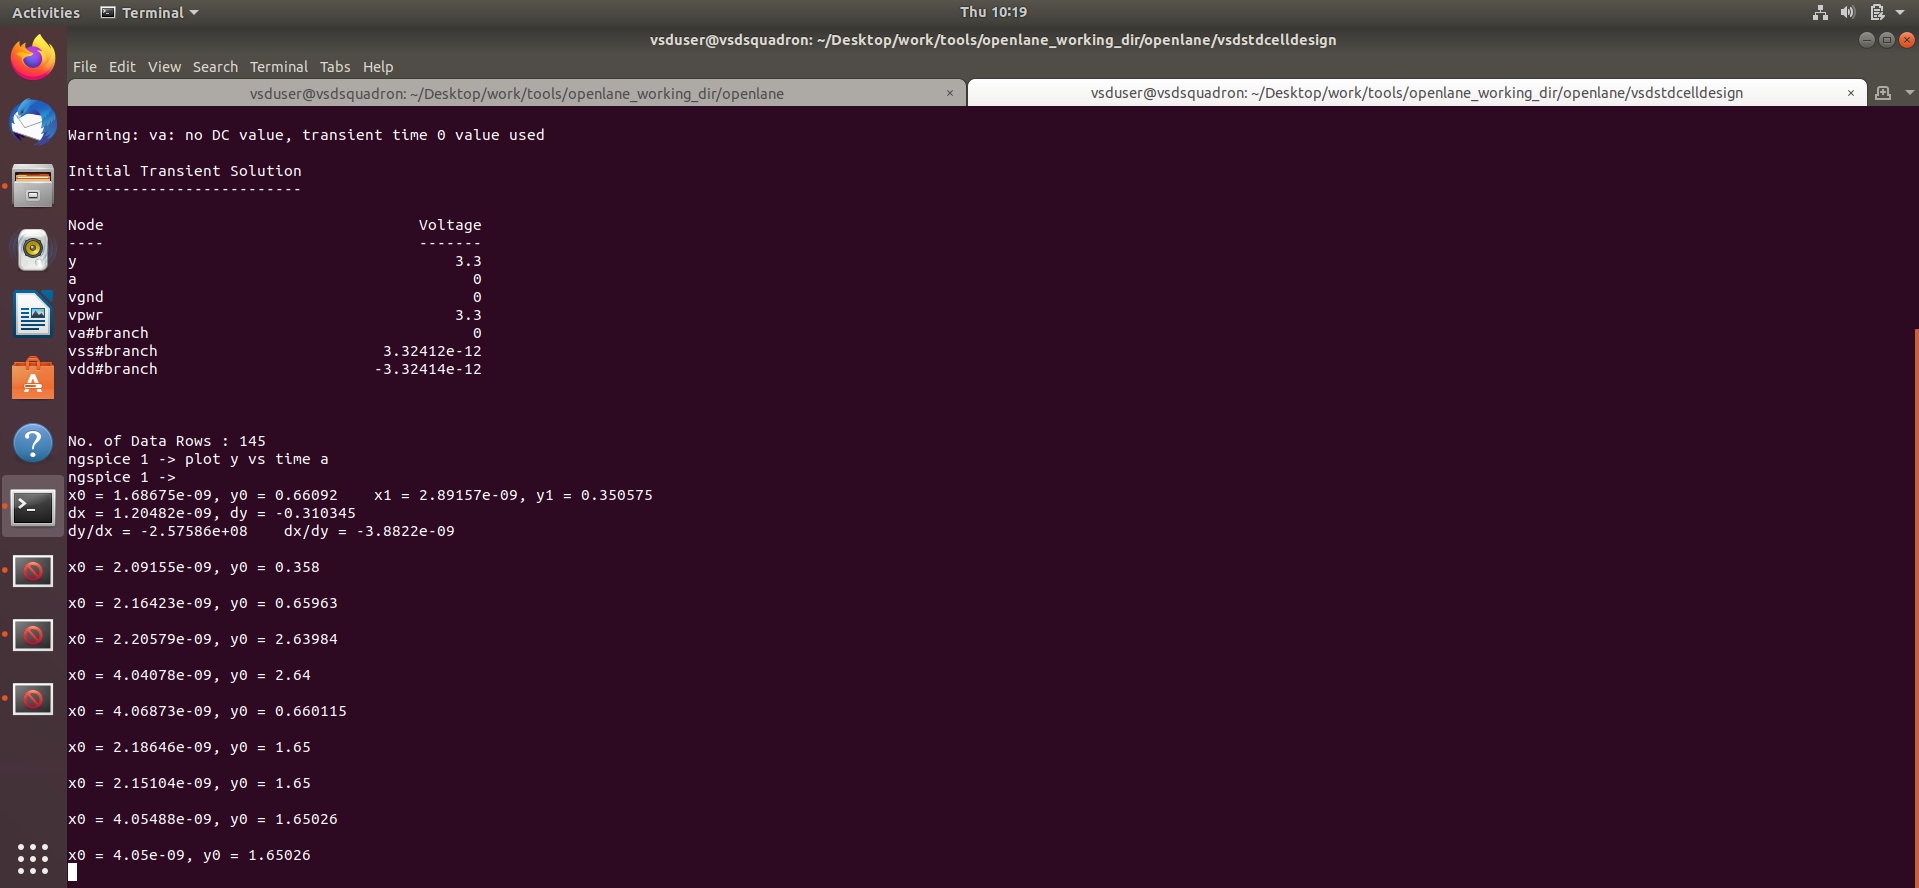 Activities Terminal Thu 10:19
vsduser@vsdsquadron: ~/Desktop/work/tools/openlane_working_dir/openlane/vsdstdcelldesign
File Edit View Search Terminal Tabs Help
vsduser@vsdsquadron: ~/Desktop/work/tools/openlane_working_dir/openlane × vsduser@vsdsquadron: ~/Desktop/work/tools/openlane_working_dir/openlane/vsdstdcelldesign ×
Warning: va: no DC value, transient time 0 value used
Initial Transient Solution
--------------------------
Node Voltage
---- -------
y 3.3
a 0
vgnd 0
vpwr 3.3
va#branch 0
vss#branch 3.32412e-12
vdd#branch -3.32414e-12
No. of Data Rows : 145
ngspice 1 -> plot y vs time a
ngspice 1 ->
x0 = 1.68675e-09, y0 = 0.66092    x1 = 2.89157e-09, y1 = 0.350575
dx = 1.20482e-09, dy = -0.310345
dy/dx = -2.57586e+08    dx/dy = -3.8822e-09
x0 = 2.09155e-09, y0 = 0.358
x0 = 2.16423e-09, y0 = 0.65963
x0 = 2.20579e-09, y0 = 2.63984
x0 = 4.04078e-09, y0 = 2.64
x0 = 4.06873e-09, y0 = 0.660115
x0 = 2.18646e-09, y0 = 1.65
x0 = 2.15104e-09, y0 = 1.65
x0 = 4.05488e-09, y0 = 1.65026
x0 = 4.05e-09, y0 = 1.65026